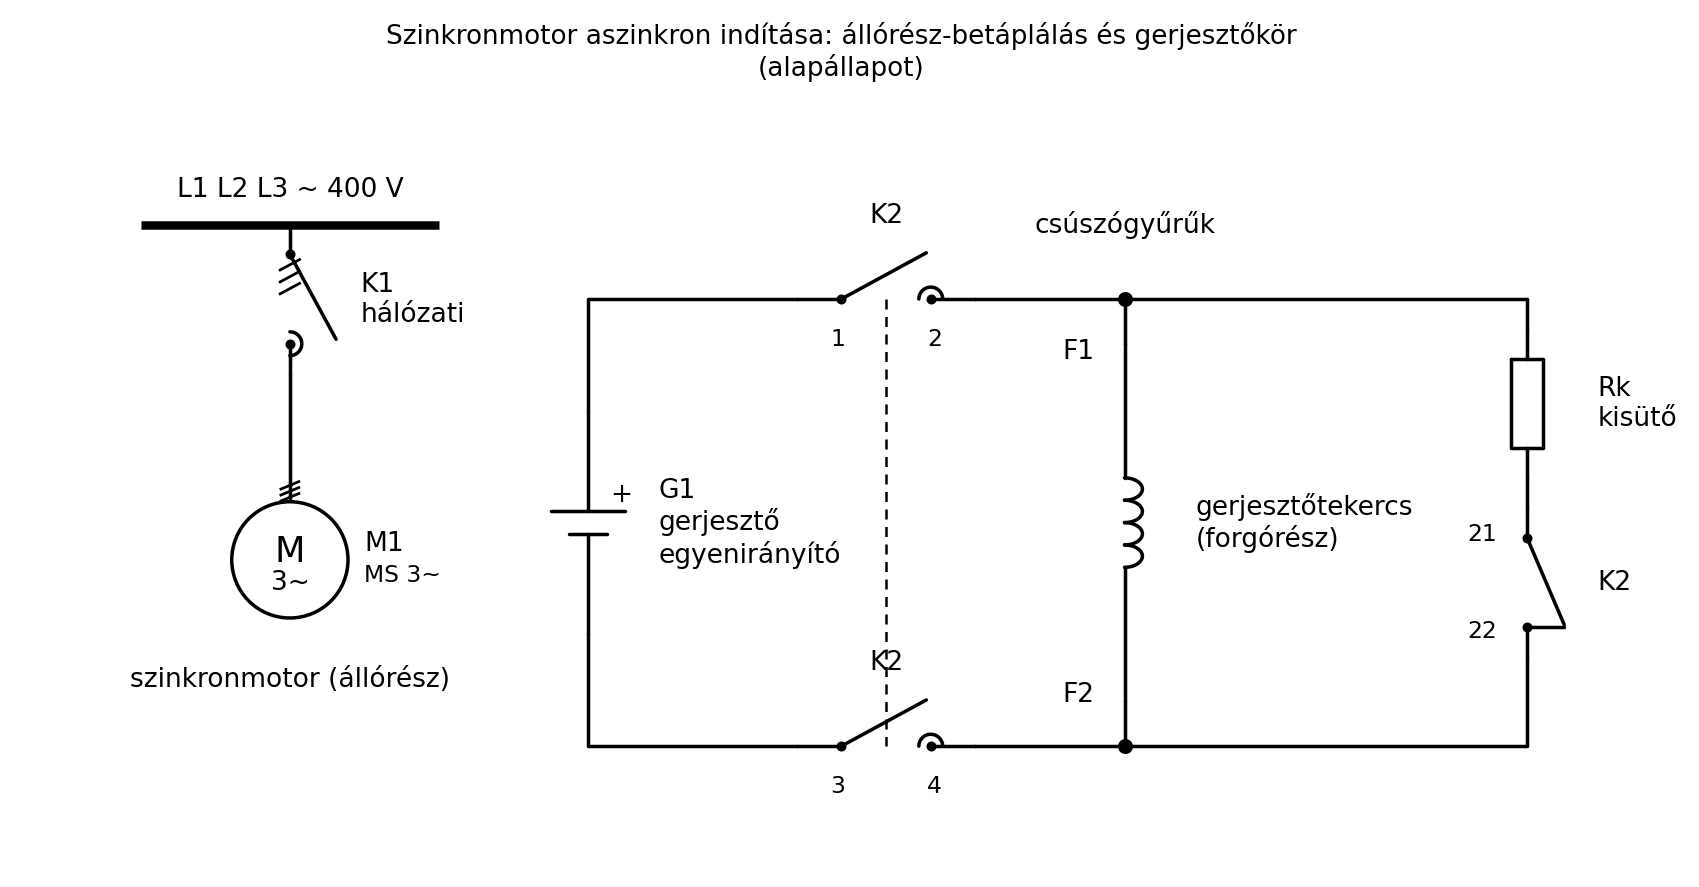 Szinkronmotor aszinkron indítása: állórész-betáplálás és gerjesztőkör
(alapállapot)
L1 L2 L3 ~ 400 V
K1
hálózati
M
3~
M1
MS 3~
szinkronmotor (állórész)
K2
1
2
+
G1
gerjesztő
egyenirányító
K2
3
4
csúszógyűrűk
F1
gerjesztőtekercs
(forgórész)
F2
Rk
kisütő
21
K2
22